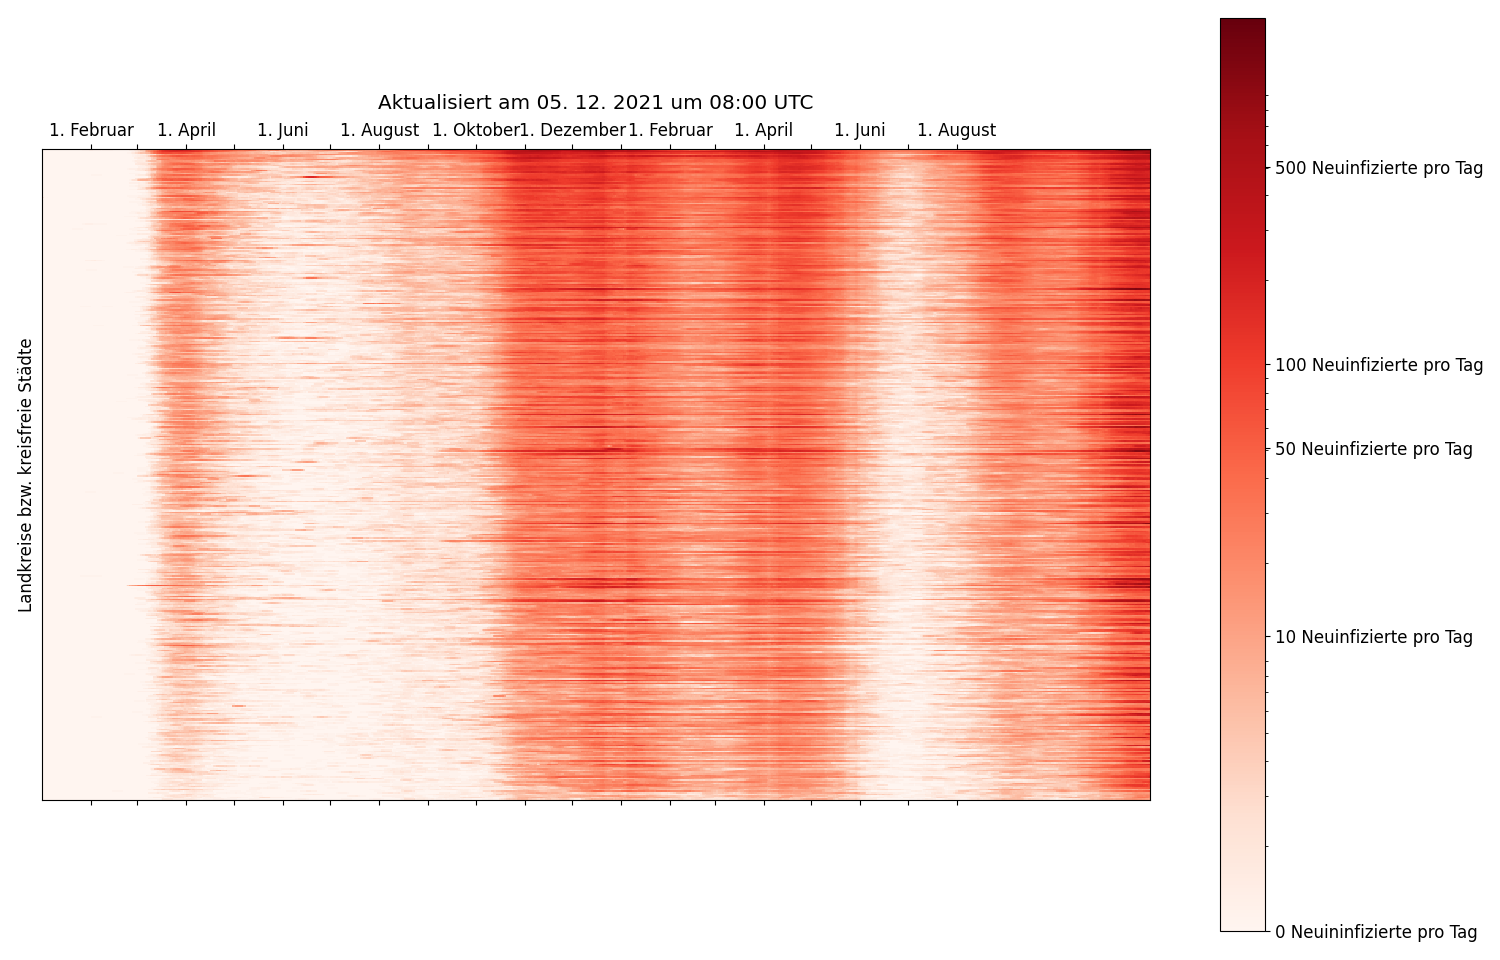 Aktualisiert am 05. 12. 2021 um 08:00 UTC
1. Februar 1. April 1. Juni 1. August 1. Oktober 1. Dezember 1. Februar 1. April 1. Juni 1. August
Landkreise bzw. kreisfreie Städte
500 Neuinfizierte pro Tag
100 Neuinfizierte pro Tag
50 Neuinfizierte pro Tag
10 Neuinfizierte pro Tag
0 Neuininfizierte pro Tag